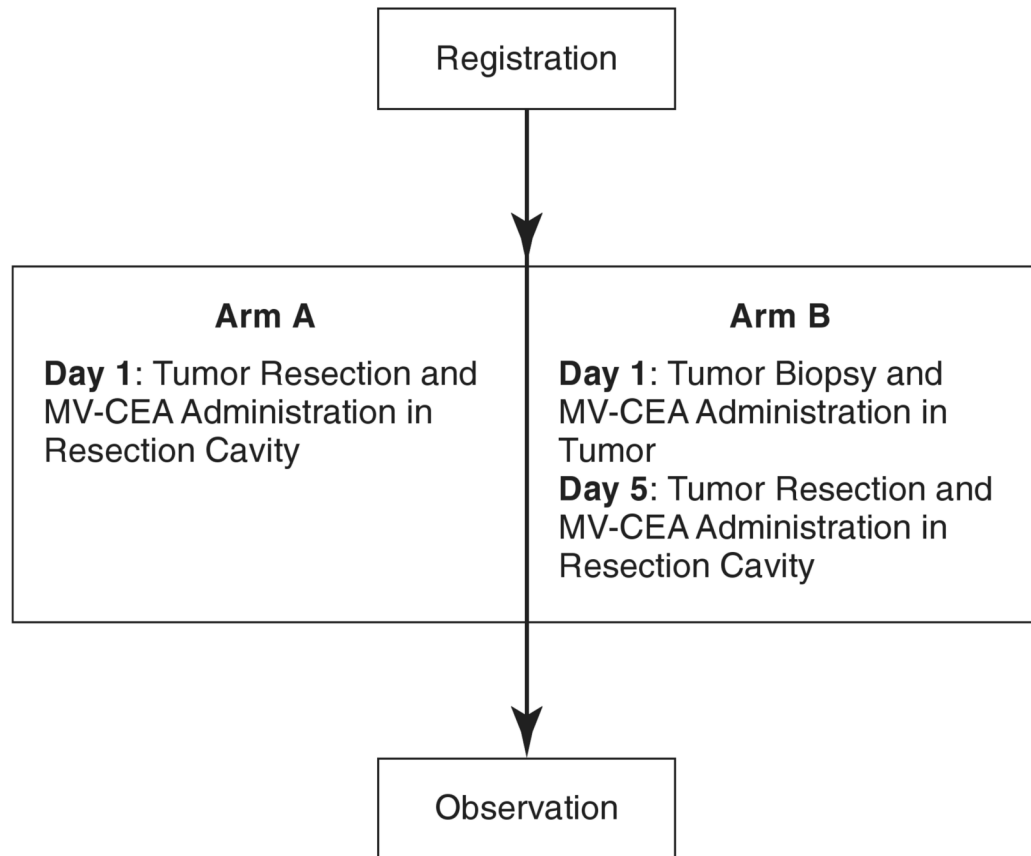 Registration
Arm A
Day 1: Tumor Resection and
MV-CEA Administration in
Resection Cavity
Arm B
Day 1: Tumor Biopsy and
MV-CEA Administration in
Tumor
Day 5: Tumor Resection and
MV-CEA Administration in
Resection Cavity
Observation